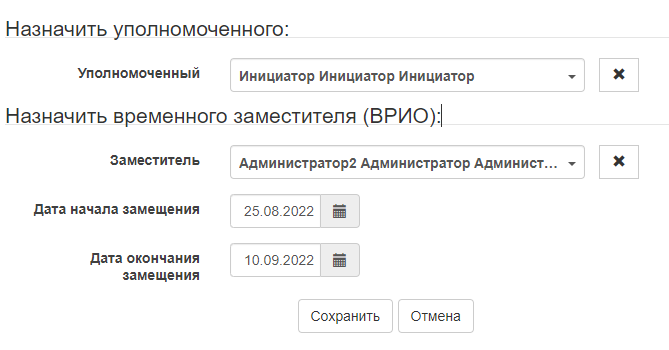 Назначить уполномоченного:
Уполномоченный Инициатор Инициатор Инициатор
Назначить временного заместителя (ВРИО):
Заместитель Администратор2 Администратор Админист...
Дата начала замещения 25.08.2022
Дата окончания замещения 10.09.2022
Сохранить Отмена